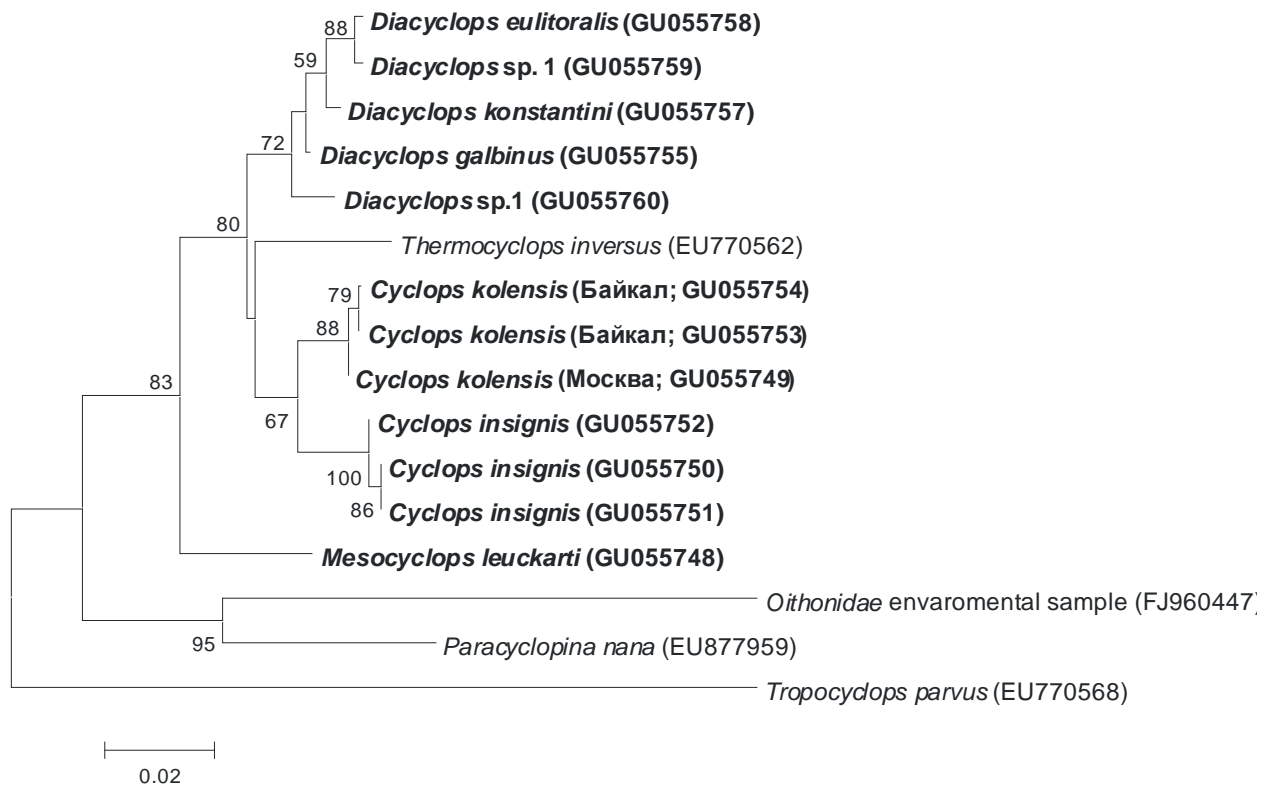 88
Diacyclops eulitoralis (GU055758)
59
Diacyclops sp. 1 (GU055759)
Diacyclops konstantini (GU055757)
72
Diacyclops galbinus (GU055755)
Diacyclops sp.1 (GU055760)
80
Thermocyclops inversus (EU770562)
79
Cyclops kolensis (Байкал; GU055754)
88
Cyclops kolensis (Байкал; GU055753)
83
Cyclops kolensis (Москва; GU055749)
67
Cyclops insignis (GU055752)
100
Cyclops insignis (GU055750)
86
Cyclops insignis (GU055751)
Mesocyclops leuckarti (GU055748)
Oithonidae envaromental sample (FJ960447)
95
Paracyclopina nana (EU877959)
Tropocyclops parvus (EU770568)
0.02